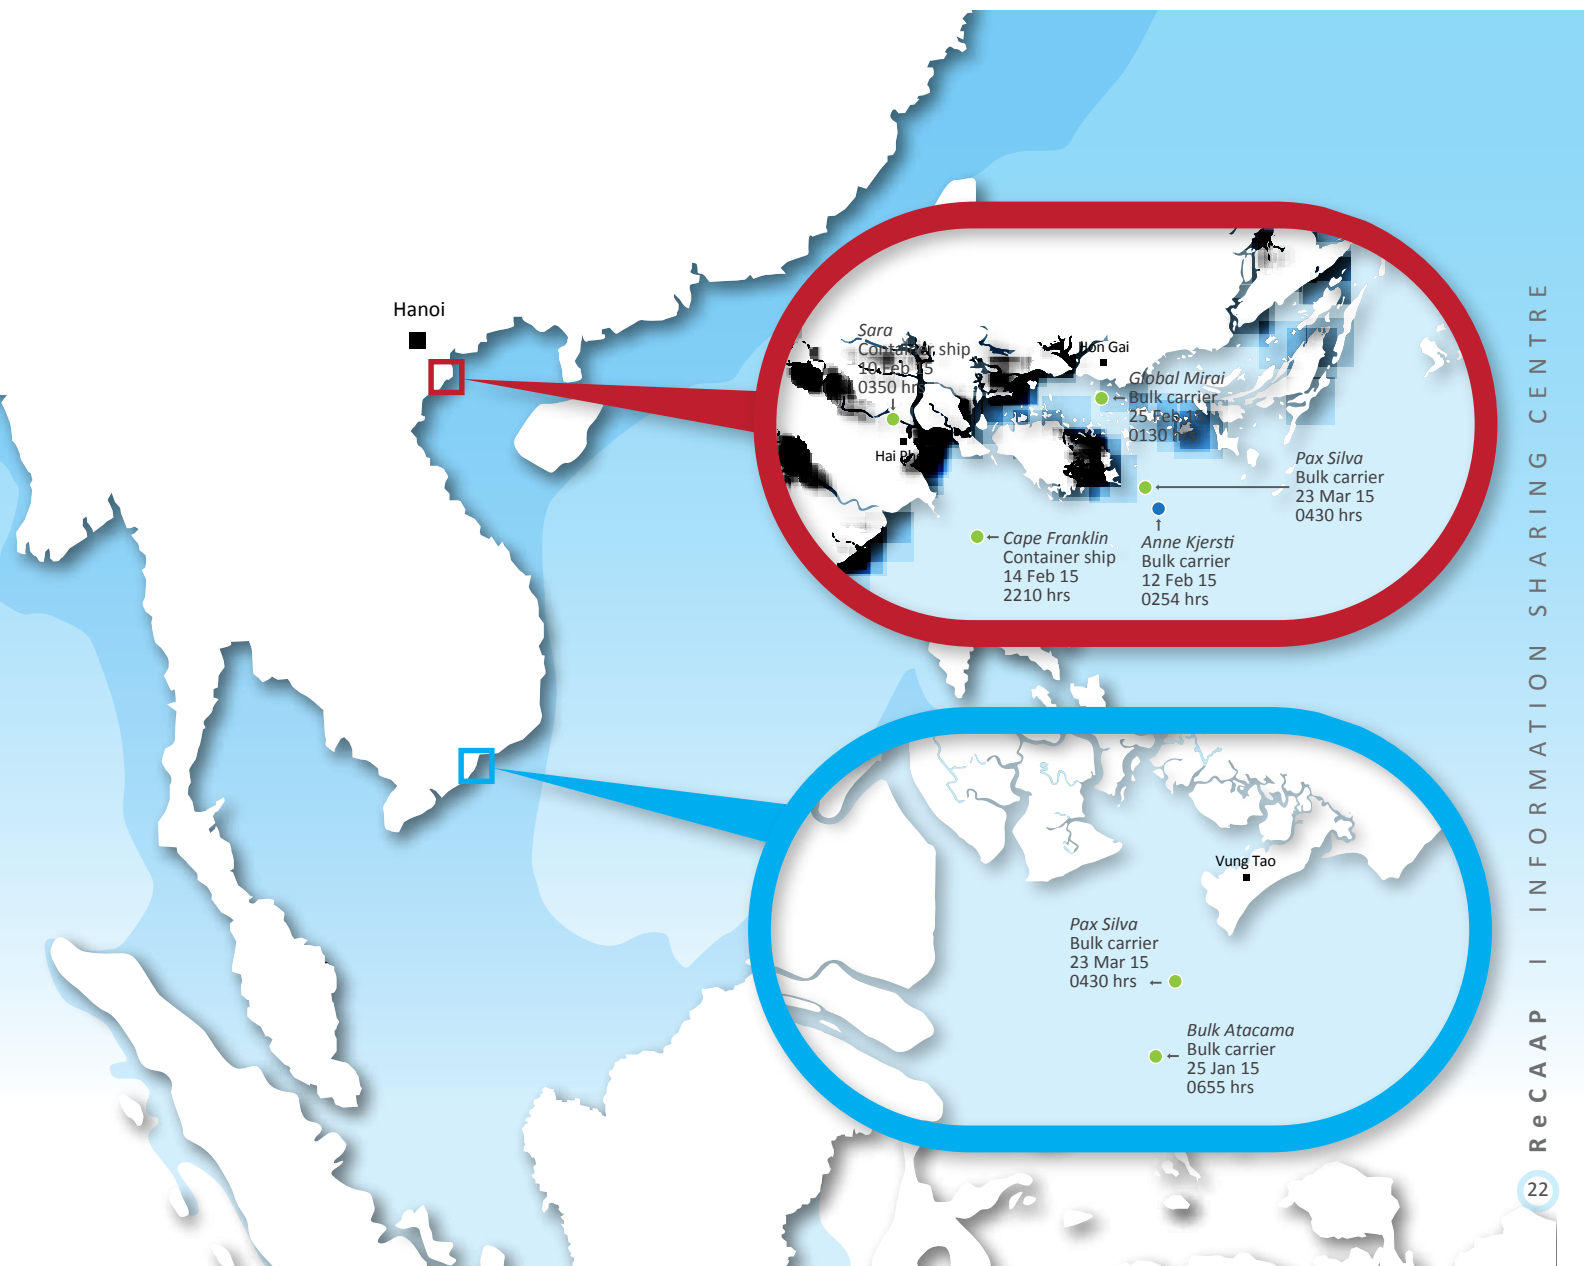 Hanoi
Sara
Container ship
10 Feb 15
0350 hrs
Hon Gai
Global Mirai
Bulk carrier
25 Feb 15
0130
Hai Ph
Pax Silva
Bulk carrier
23 Mar 15
0430 hrs
Cape Franklin
Container ship
14 Feb 15
2210 hrs
Anne Kjersti
Bulk carrier
12 Feb 15
0254 hrs
Vung Tao
Pax Silva
Bulk carrier
23 Mar 15
0430 hrs
Bulk Atacama
Bulk carrier
25 Jan 15
0655 hrs
ReCAAP I INFORMATION SHARING CENTRE
22